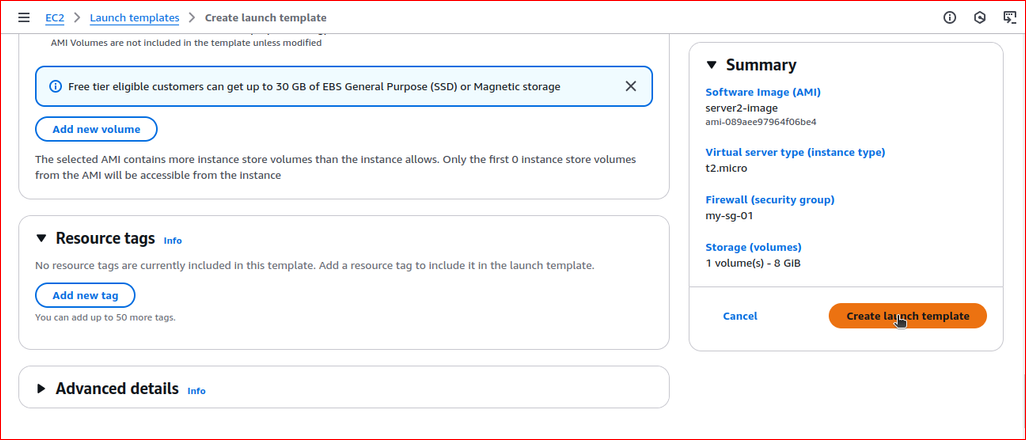 EC2 > Launch templates > Create launch template
AMI Volumes are not included in the template unless modified
Free tier eligible customers can get up to 30 GB of EBS General Purpose (SSD) or Magnetic storage
Add new volume
The selected AMI contains more instance store volumes than the instance allows. Only the first 0 instance store volumes
from the AMI will be accessible from the instance
Resource tags Info
No resource tags are currently included in this template. Add a resource tag to include it in the launch template.
Add new tag
You can add up to 50 more tags.
Advanced details Info
Summary
Software Image (AMI)
server2-image
ami-089aee97964f06be4
Virtual server type (instance type)
t2.micro
Firewall (security group)
my-sg-01
Storage (volumes)
1 volume(s) - 8 GiB
Cancel
Create launch template